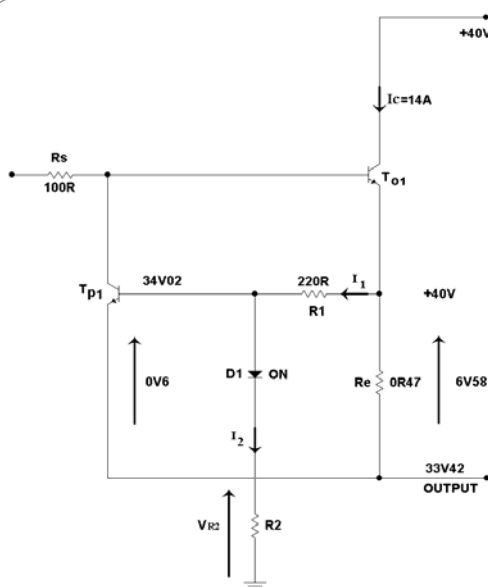 +40V
Ic=14A
Rs
100R
To1
Tp1
34V02
220R
I1
R1
+40V
0V6
D1
ON
Re
0R47
6V58
I2
33V42
OUTPUT
VR2
R2